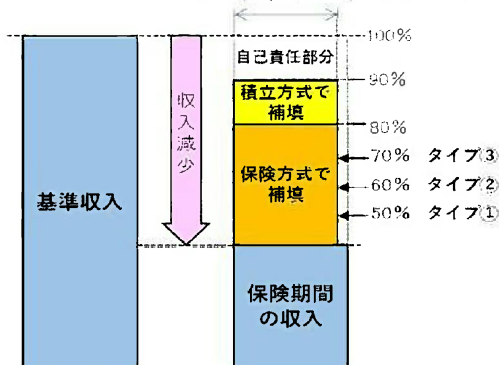 100%
自己責任部分
90%
積立方式で
補填
80%
収入減少
70% タイプ③
保険方式で
補填
60% タイプ②
50% タイプ①
基準収入
保険期間
の収入